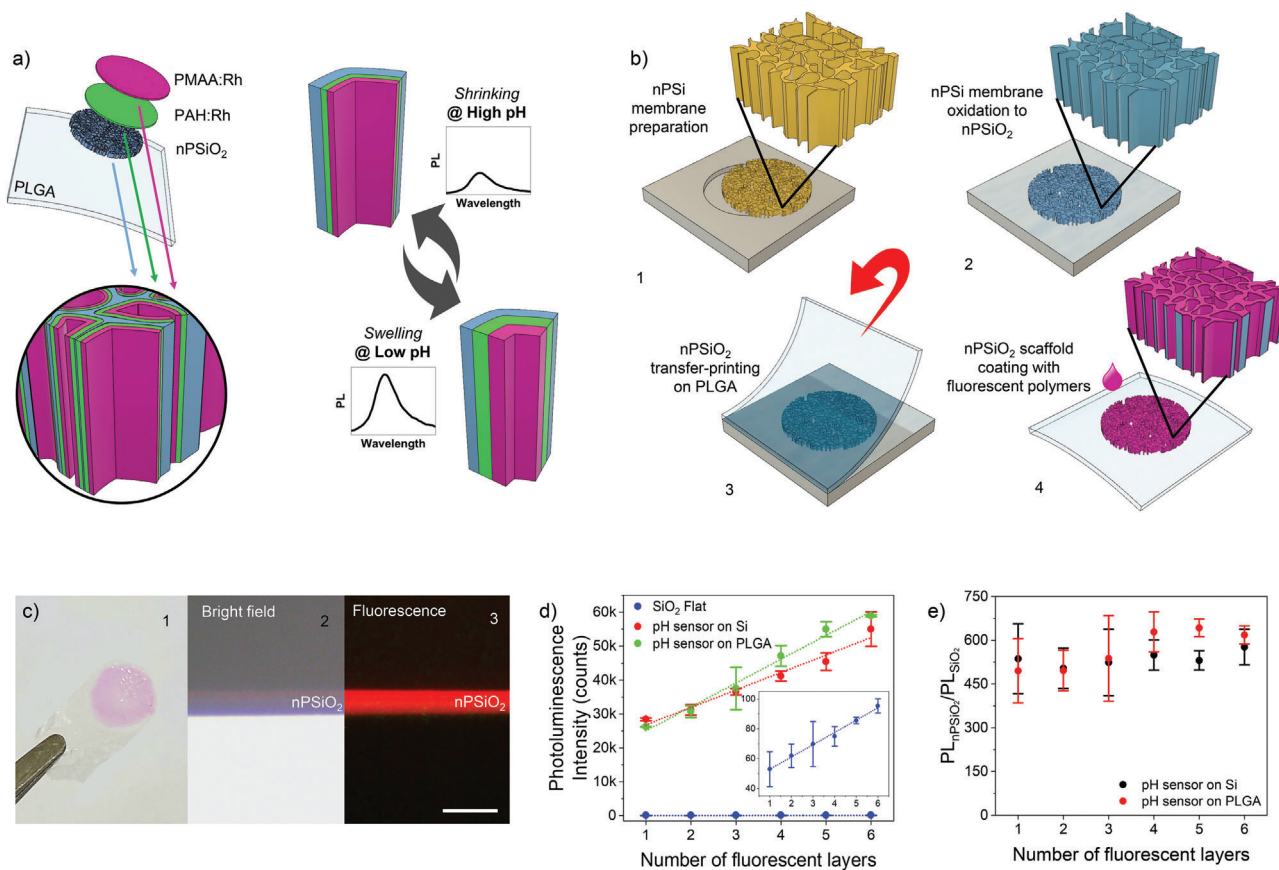 a)
PMAA:Rh
PAH:Rh
nPSiO₂
PLGA
Shrinking
@ High pH
PL
Wavelength
Swelling
@ Low pH
PL
Wavelength
b)
nPSi
membrane
preparation
1
nPSi membrane
oxidation to
nPSiO₂
2
nPSiO₂
transfer-printing
on PLGA
3
nPSiO₂ scaffold
coating with
fluorescent polymers
4
c)
1
Bright field
2
nPSiO₂
Fluorescence
3
nPSiO₂
d)
Photoluminescence
Intensity (counts)
60k
50k
40k
30k
20k
10k
0
SiO₂ Flat
pH sensor on Si
pH sensor on PLGA
100
80
60
40
1 2 3 4 5 6
1 2 3 4 5 6
Number of fluorescent layers
e)
PLnPSiO₂/PLSiO₂
750
600
450
300
150
0
pH sensor on Si
pH sensor on PLGA
1 2 3 4 5 6
Number of fluorescent layers